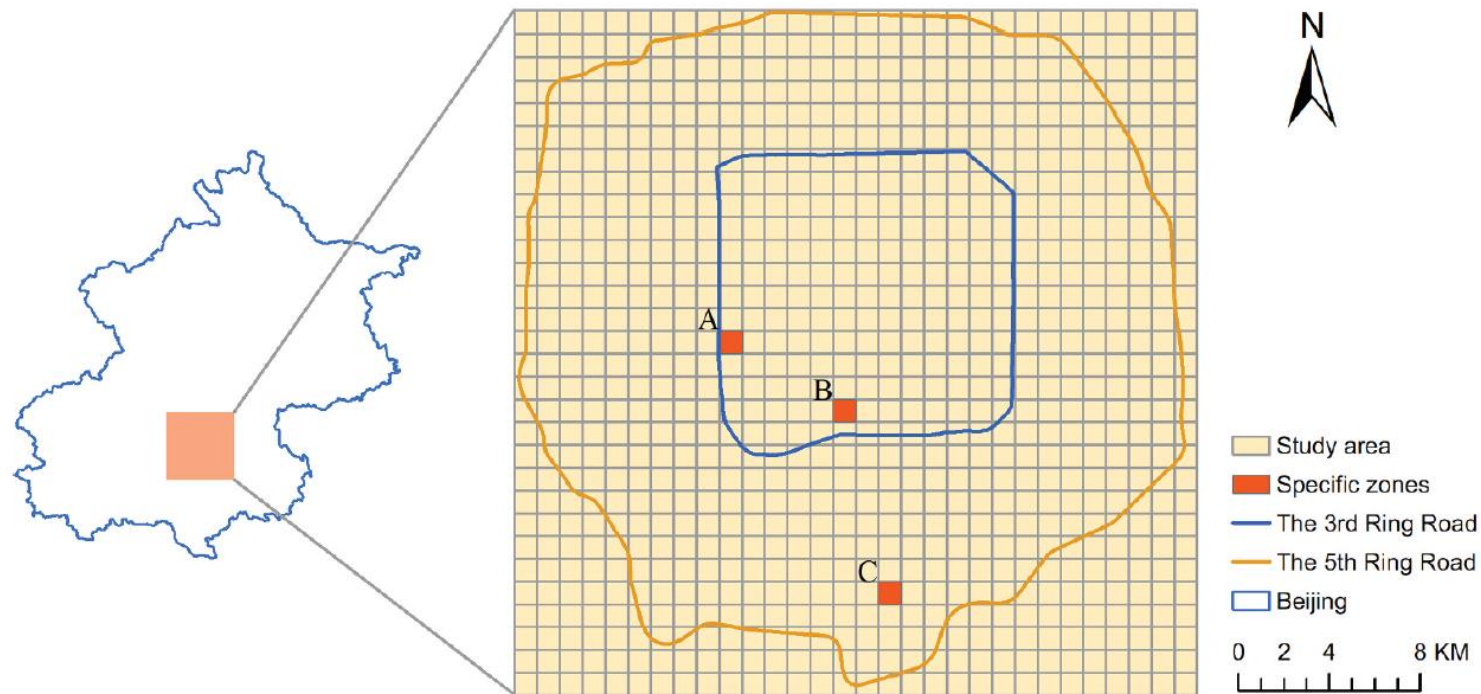 N
A
B
C
Study area
Specific zones
The 3rd Ring Road
The 5th Ring Road
Beijing
0 2 4 8 KM